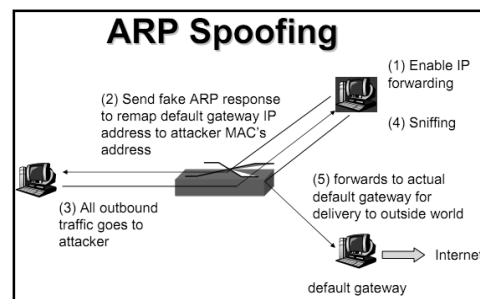 ARP Spoofing
(1) Enable IP
forwarding
(2) Send fake ARP response
to remap default gateway IP
address to attacker MAC's
address
(4) Sniffing
(3) All outbound
traffic goes to
attacker
(5) forwards to actual
default gateway for
delivery to outside world
Internet
default gateway